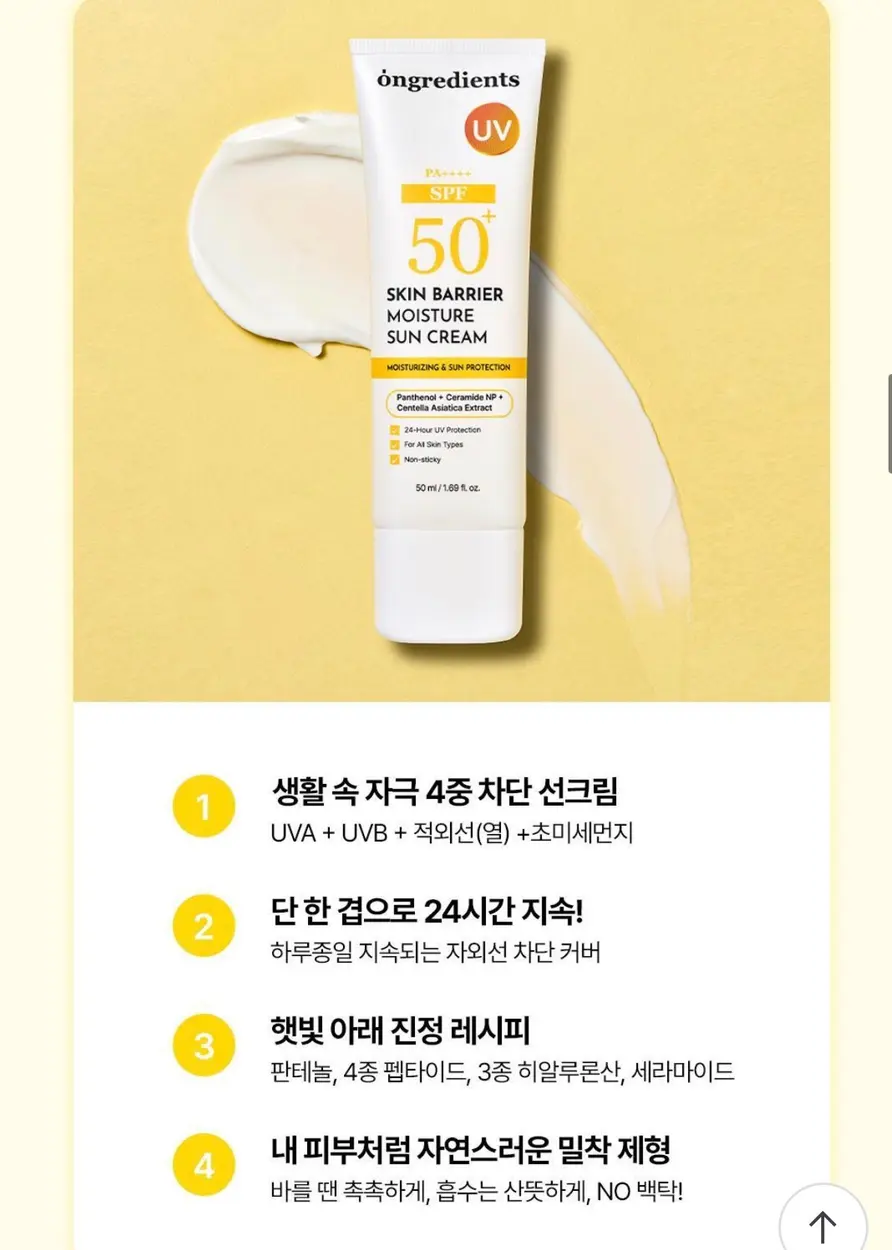 ongredients
UV
PA++++
SPF
50+
SKIN BARRIER
MOISTURE
SUN CREAM
MOISTURIZING & SUN PROTECTION
Panthenol + Ceramide NP +
Centella Asiatica Extract
24-Hour UV Protection
For All Skin Types
Non-sticky
50 ml / 1.69 fl. oz.
1
생활 속 자극 4중 차단 선크림
UVA + UVB + 적외선(열) +초미세먼지
2
단 한 겹으로 24시간 지속!
하루종일 지속되는 자외선 차단 커버
3
햇빛 아래 진정 레시피
판테놀, 4종 펩타이드, 3종 히알루론산, 세라마이드
4
내 피부처럼 자연스러운 밀착 제형
바를 땐 촉촉하게, 흡수는 산뜻하게, NO 백탁!